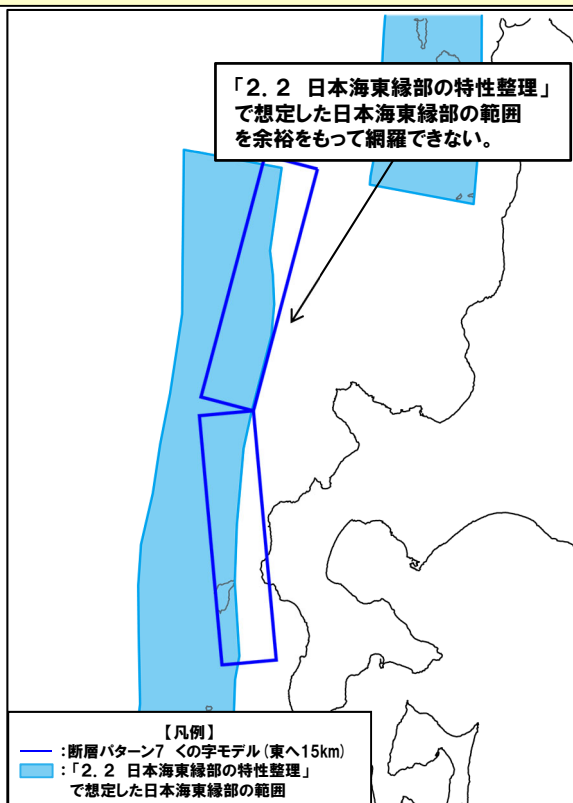 「２．２　日本海東縁部の特性整理」
で想定した日本海東縁部の範囲
を余裕をもって網羅できない。
【凡例】
：断層パターン７　くの字モデル（東へ15km）
：「２．２　日本海東縁部の特性整理」
で想定した日本海東縁部の範囲